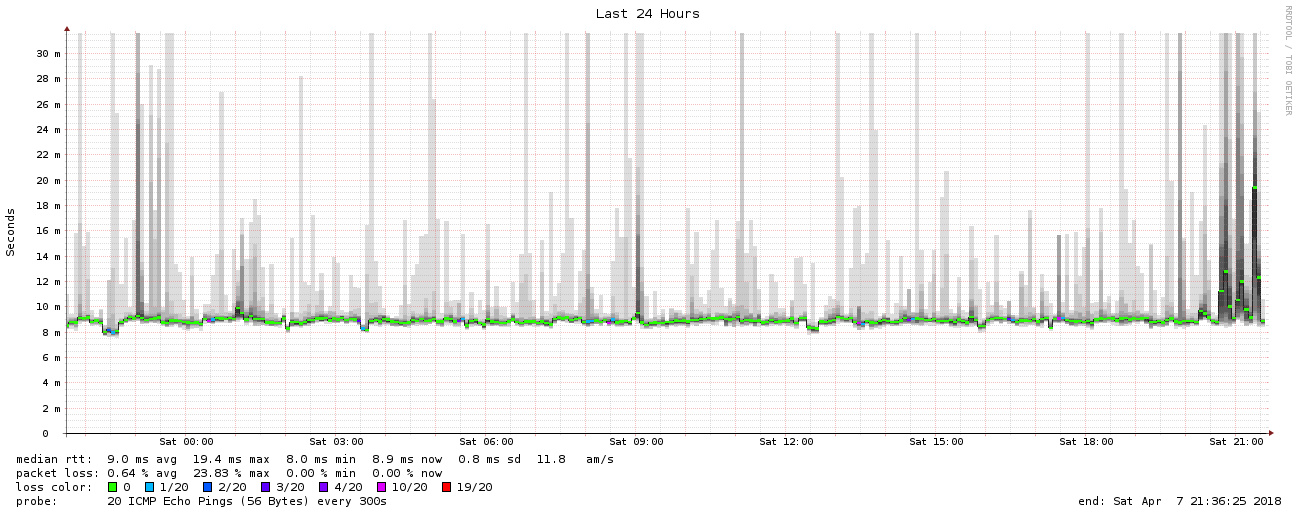 Last 24 Hours
RRDTOOL / TOBI OETIKER
Seconds
30 m
28 m
26 m
24 m
22 m
20 m
18 m
16 m
14 m
12 m
10 m
8 m
6 m
4 m
2 m
0
Sat 00:00 Sat 03:00 Sat 06:00 Sat 09:00 Sat 12:00 Sat 15:00 Sat 18:00 Sat 21:00
median rtt: 9.0 ms avg 19.4 ms max 8.0 ms min 8.9 ms now 0.8 ms sd 11.8 am/s
packet loss: 0.64 % avg 23.83 % max 0.00 % min 0.00 % now
loss color: 0 1/20 2/20 3/20 4/20 10/20 19/20
probe: 20 ICMP Echo Pings (56 Bytes) every 300s end: Sat Apr 7 21:36:25 2018